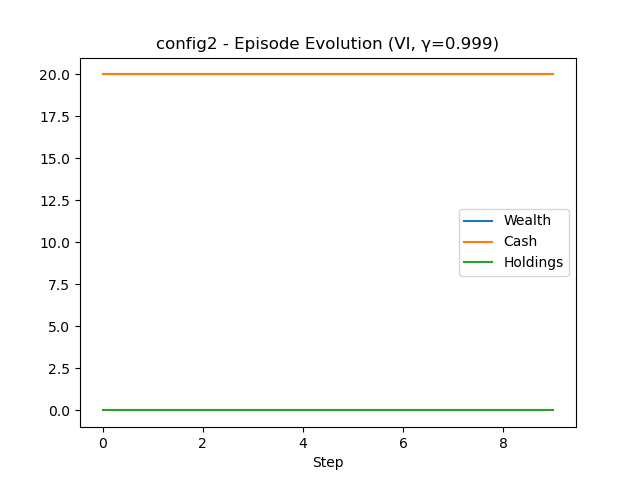 config2 - Episode Evolution (VI, γ=0.999)
20.0
17.5
15.0
12.5
10.0
7.5
5.0
2.5
0.0
Wealth
Cash
Holdings
0 2 4 6 8
Step